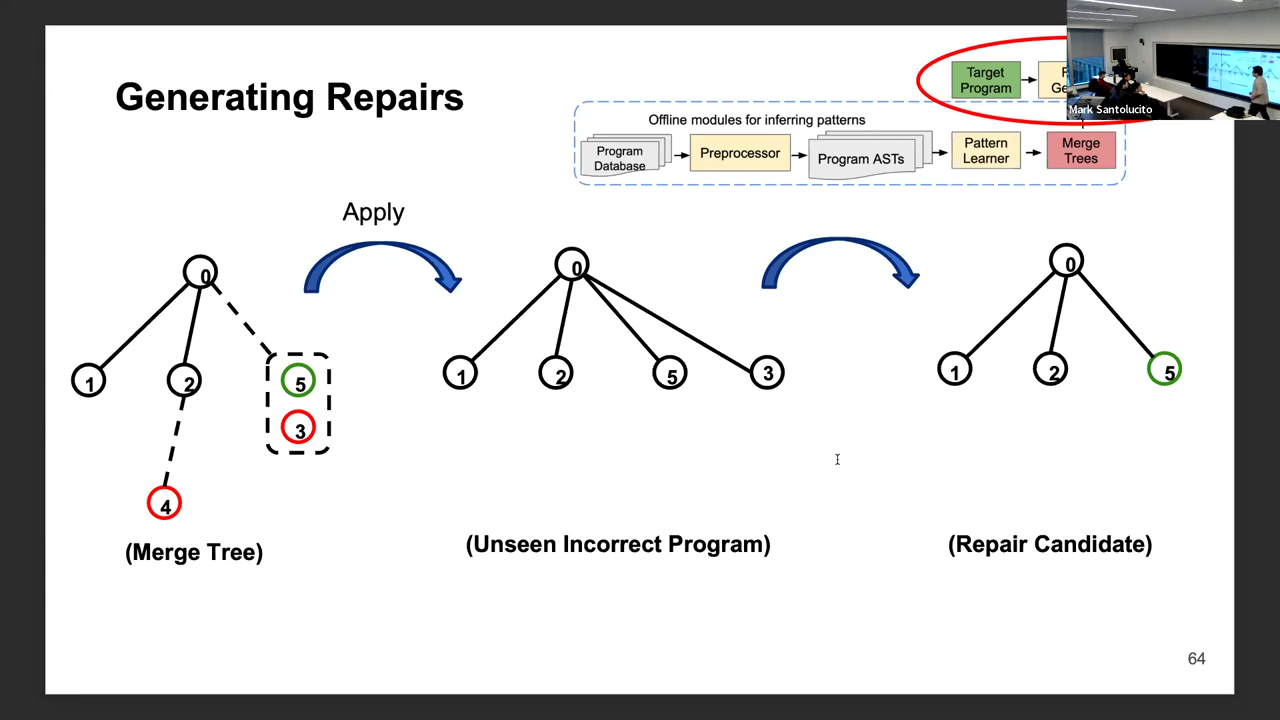 Generating Repairs
Target
Program
Mark Santolucito
Offline modules for inferring patterns
Program
Database
Preprocessor
Program ASTs
Pattern
Learner
Merge
Trees
Apply
0
1
2
5
3
4
(Merge Tree)
0
1
2
5
3
(Unseen Incorrect Program)
0
1
2
5
(Repair Candidate)
64